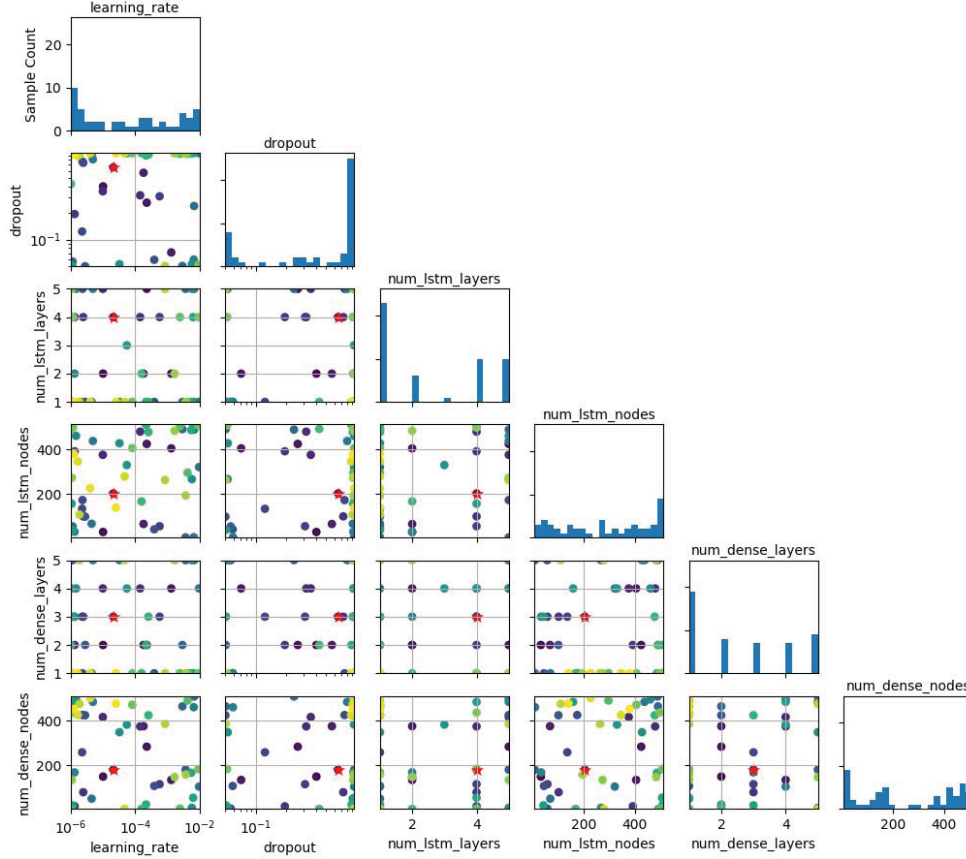 learning_rate
Sample Count
20
10
0
dropout
dropout
10⁻¹
num_lstm_layers
num_lstm_layers
5
4
3
2
1
num_lstm_nodes
num_lstm_nodes
400
200
num_dense_layers
num_dense_layers
5
4
3
2
1
num_dense_nodes
num_dense_nodes
400
200
10⁻⁶ 10⁻⁴ 10⁻² 10⁻¹ 2 4 200 400 2 4 200 400
learning_rate dropout num_lstm_layers num_lstm_nodes num_dense_layers